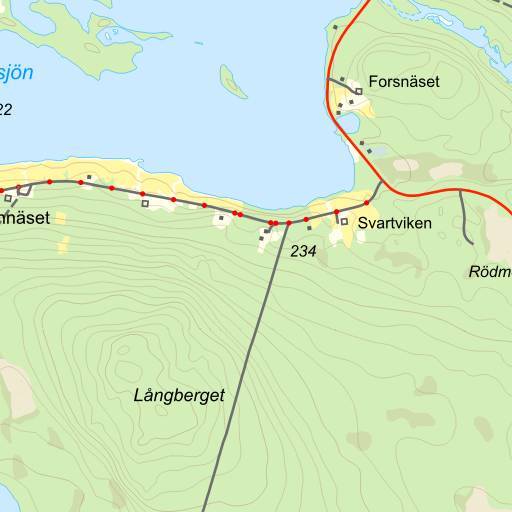 sjön
Forsnäset
22
nnäset
Svartviken
234
Rödm
Långberget